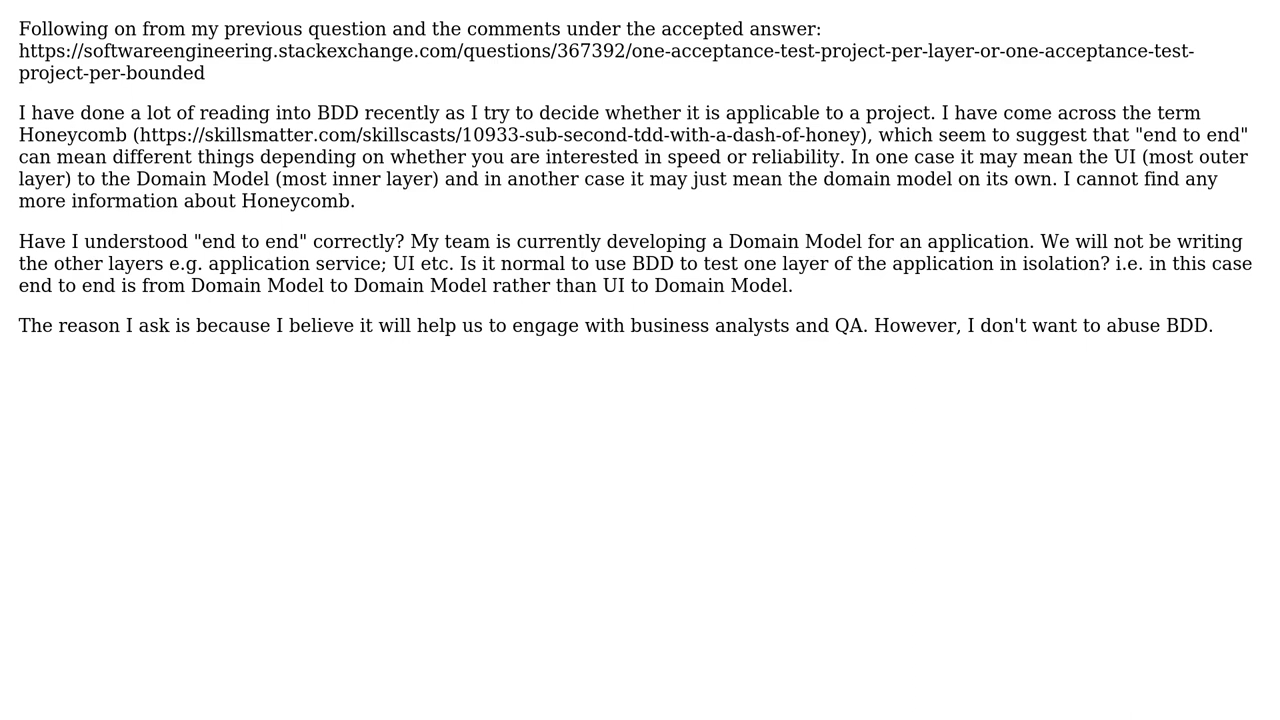 Following on from my previous question and the comments under the accepted answer:
https://softwareengineering.stackexchange.com/questions/367392/one-acceptance-test-project-per-layer-or-one-acceptance-test-
project-per-bounded
I have done a lot of reading into BDD recently as I try to decide whether it is applicable to a project. I have come across the term
Honeycomb (https://skillsmatter.com/skillscasts/10933-sub-second-tdd-with-a-dash-of-honey), which seem to suggest that "end to end"
can mean different things depending on whether you are interested in speed or reliability. In one case it may mean the UI (most outer
layer) to the Domain Model (most inner layer) and in another case it may just mean the domain model on its own. I cannot find any
more information about Honeycomb.
Have I understood "end to end" correctly? My team is currently developing a Domain Model for an application. We will not be writing
the other layers e.g. application service; UI etc. Is it normal to use BDD to test one layer of the application in isolation? i.e. in this case
end to end is from Domain Model to Domain Model rather than UI to Domain Model.
The reason I ask is because I believe it will help us to engage with business analysts and QA. However, I don't want to abuse BDD.